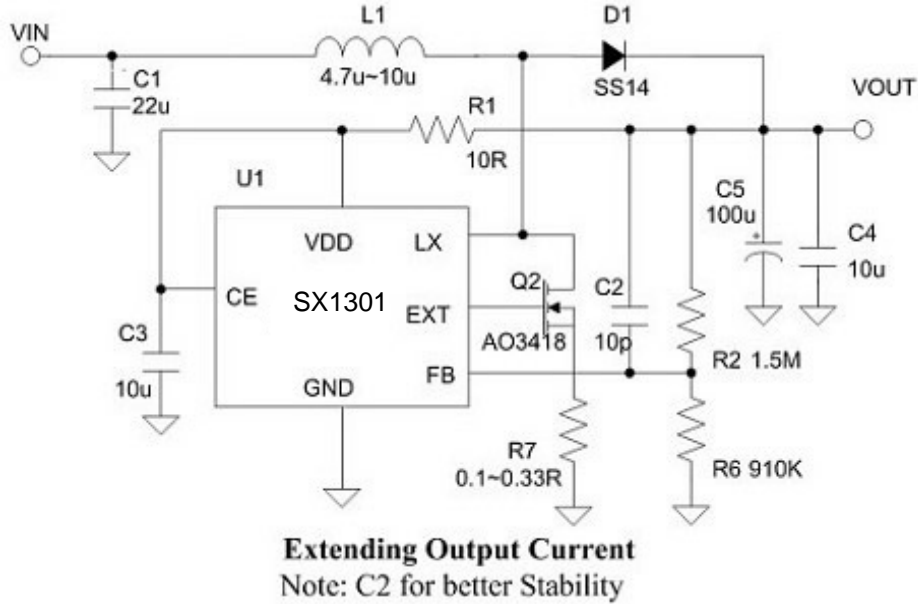 L1
D1
VIN
4.7u~10u
SS14
C1
22u
R1
VOUT
10R
U1
C5
100u
VDD
LX
C4
10u
CE
SX1301
Q2
C2
EXT
C3
AO3418
10p
R2 1.5M
10u
GND
FB
R7
0.1~0.33R
R6 910K
Extending Output Current
Note: C2 for better Stability